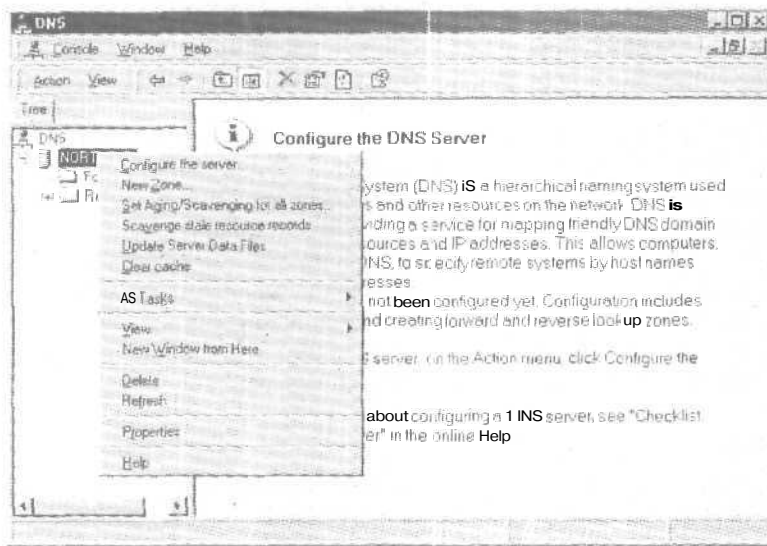 DNS
Console Window Help
Action View
Tree
DNS
NORT
Fo
Configure the DNS Server
Configure the server...
New Zone...
Set Aging/Scavenging for all zones...
Scavenge stale resource records
Update Server Data Files
Clear cache
AS Tasks
View
New Window from Here
Delete
Refresh
Properties
Help
ystem (DNS) iS a hierarchical naming system used
s and other resources on the network. DNS is
viding a service for mapping friendly DNS domain
ources and IP addresses. This allows computers,
NS, to specify remote systems by host names
resses
not been configured yet. Configuration includes
nd creating forward and reverse lookup zones.
S server, on the Action menu, click Configure the
about configuring a 1 INS server, see "Checklist
er" in the online Help